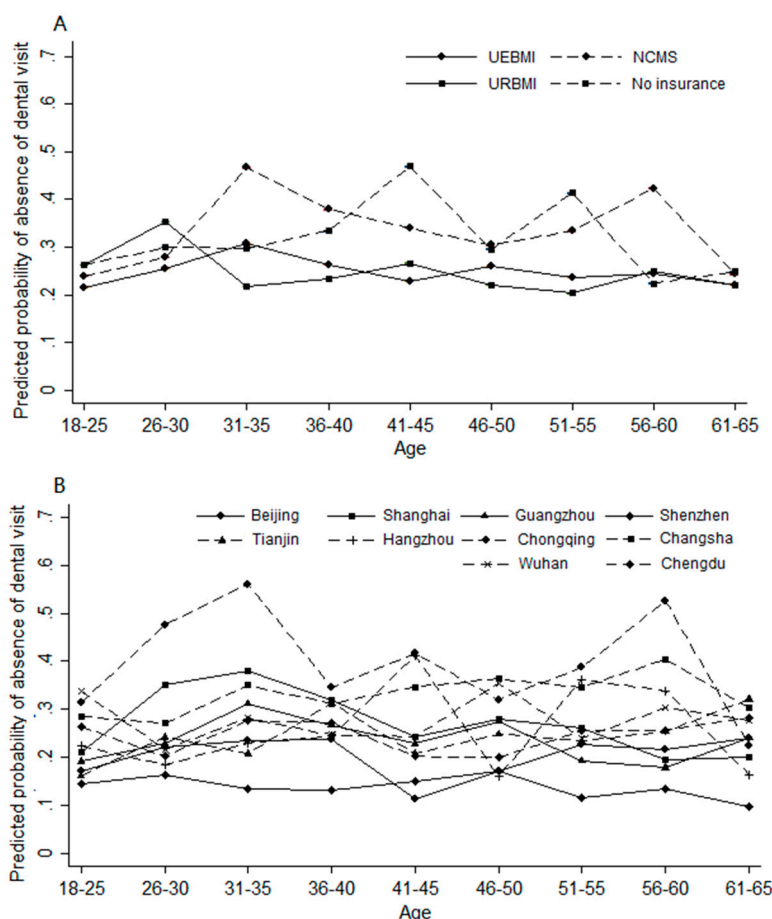 A
Predicted probability of absence of dental visit
.7
.6
.5
.4
.3
.2
.1
0
UEBMI NCMS
URBMI No insurance
18-25 26-30 31-35 36-40 41-45 46-50 51-55 56-60 61-65
Age
B
Predicted probability of absence of dental visit
.7
.6
.5
.4
.3
.2
.1
0
Beijing Shanghai Guangzhou Shenzhen
Tianjin Hangzhou Chongqing Changsha
Wuhan Chengdu
18-25 26-30 31-35 36-40 41-45 46-50 51-55 56-60 61-65
Age